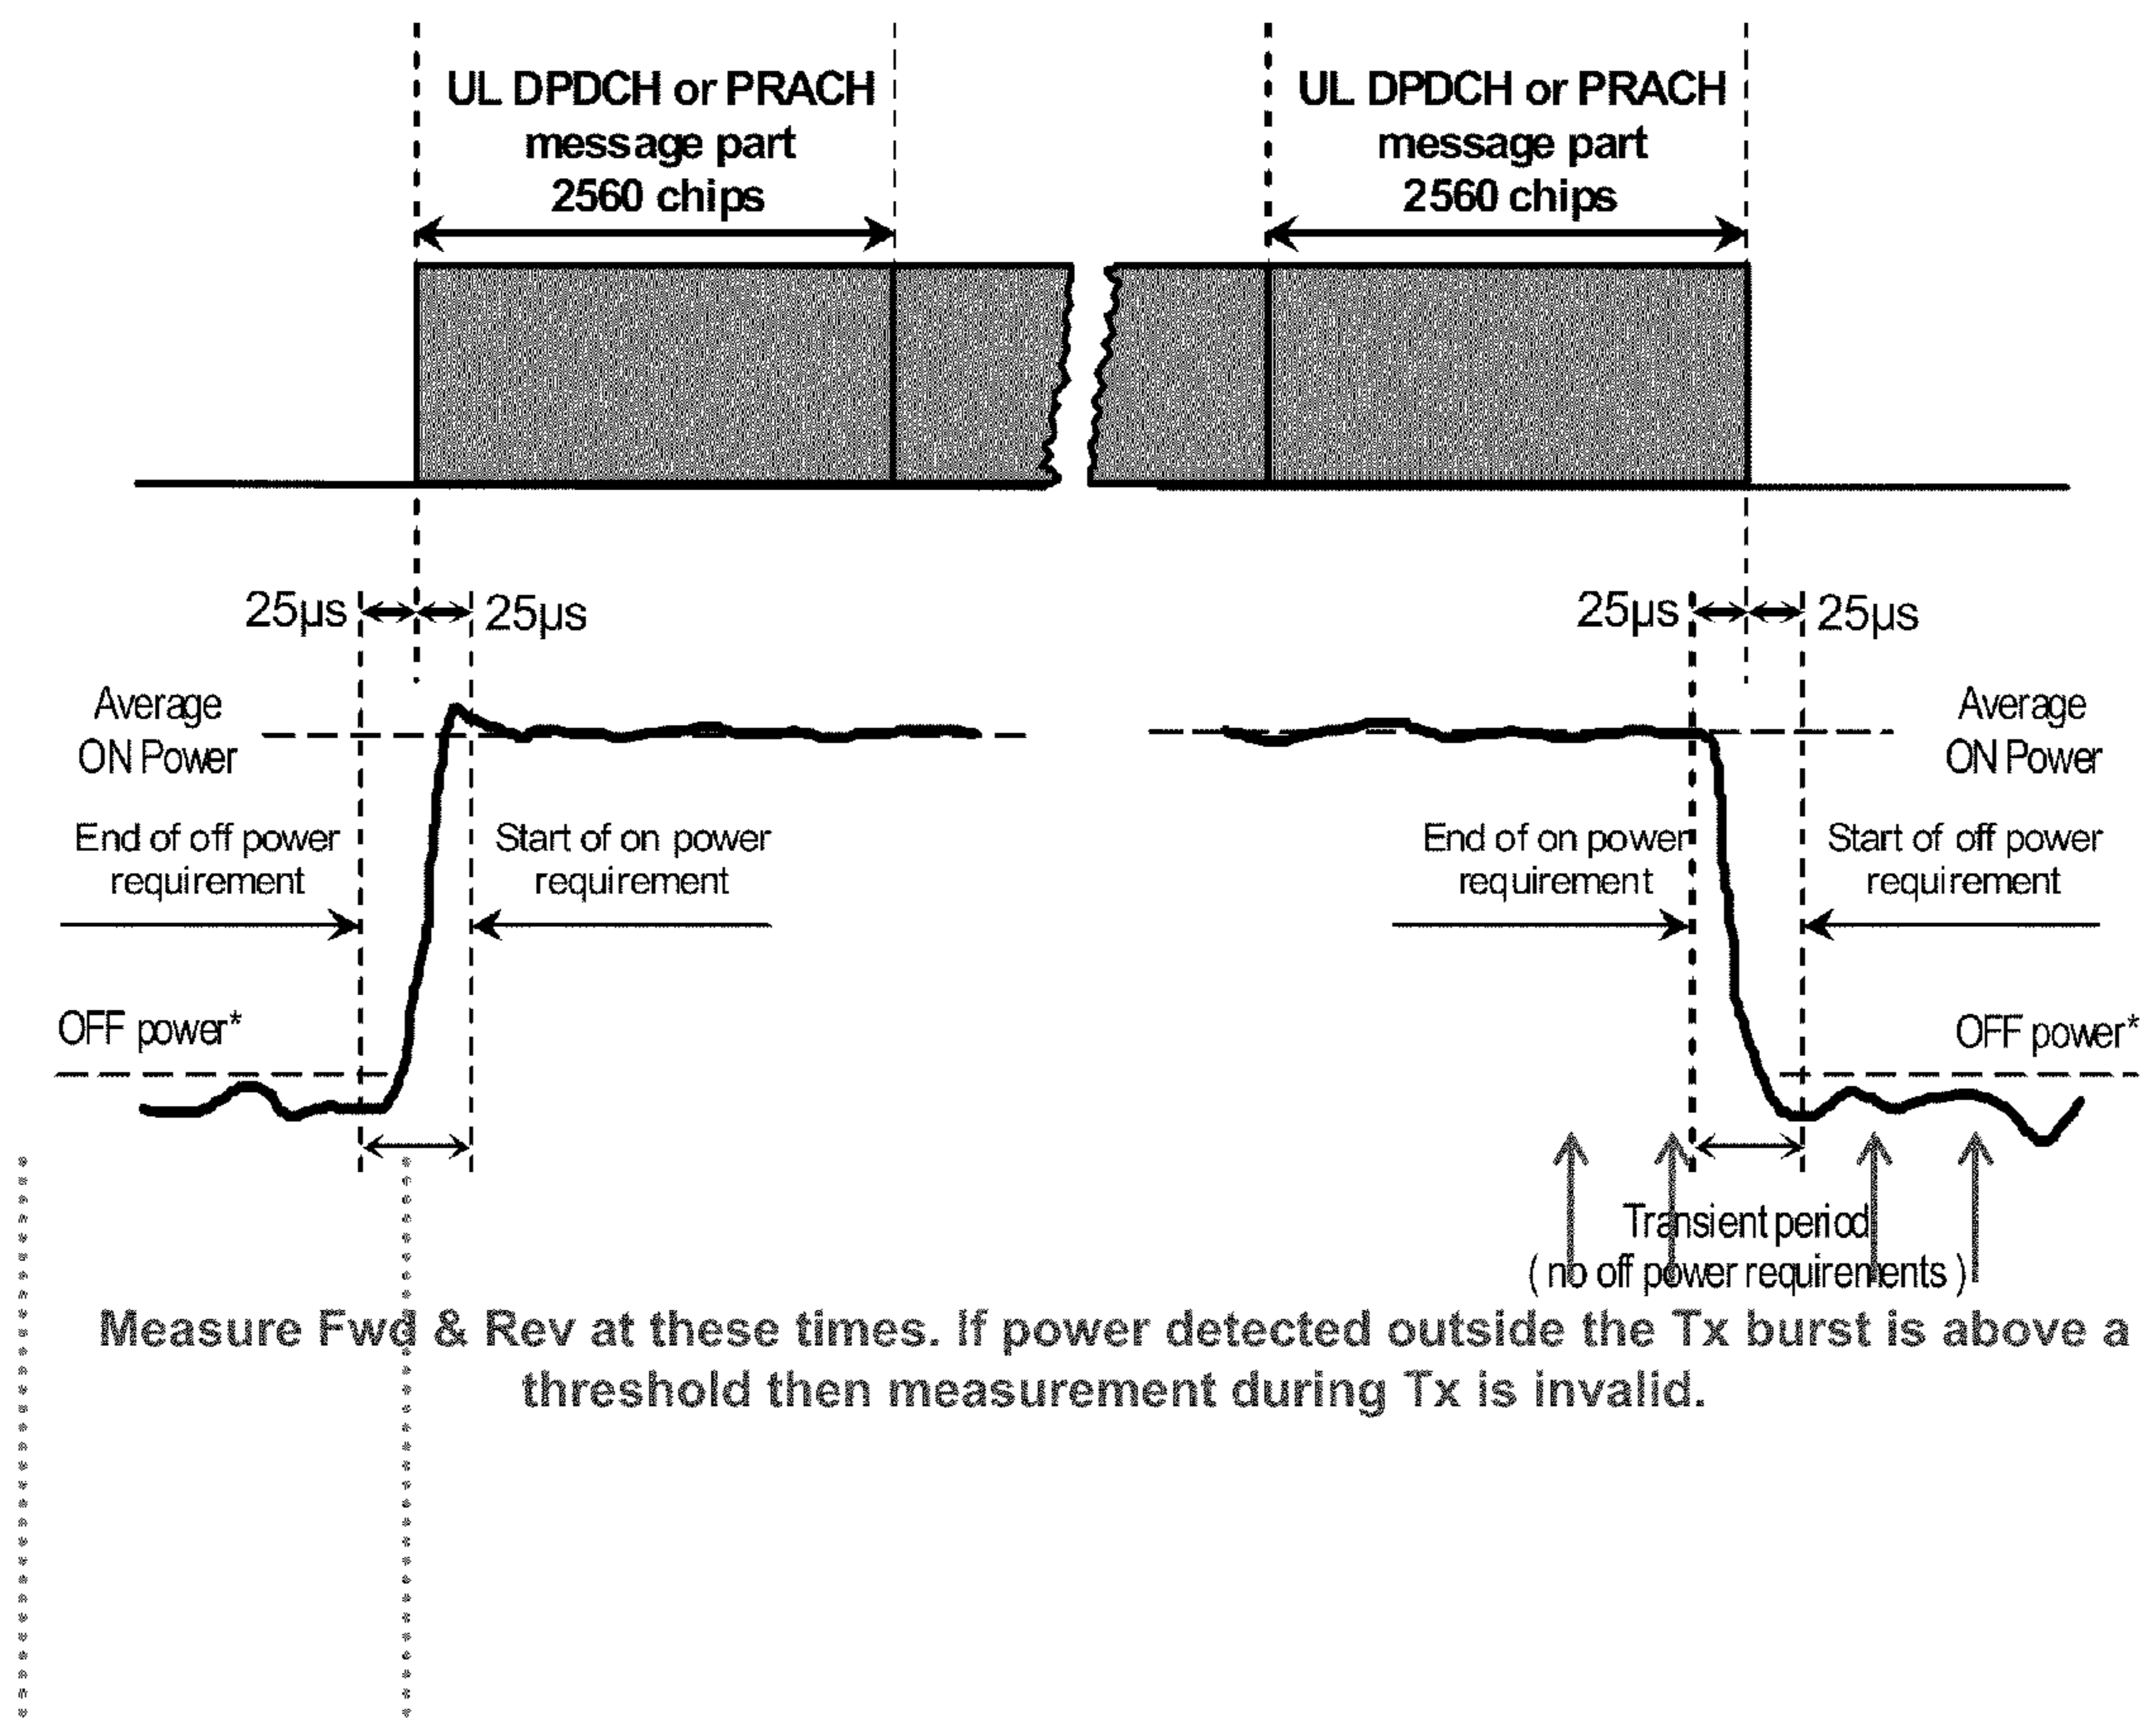 UL DPDCH or PRACH
message part
2560 chips
UL DPDCH or PRACH
message part
2560 chips
25µs
25µs
25µs
25µs
Average
ON Power
Average
ON Power
End of off power
requirement
Start of on power
requirement
End of on power
requirement
Start of off power
requirement
OFF power*
OFF power*
Transient period
( no off power requirements )
Measure Fwd & Rev at these times. If power detected outside the Tx burst is above a
threshold then measurement during Tx is invalid.